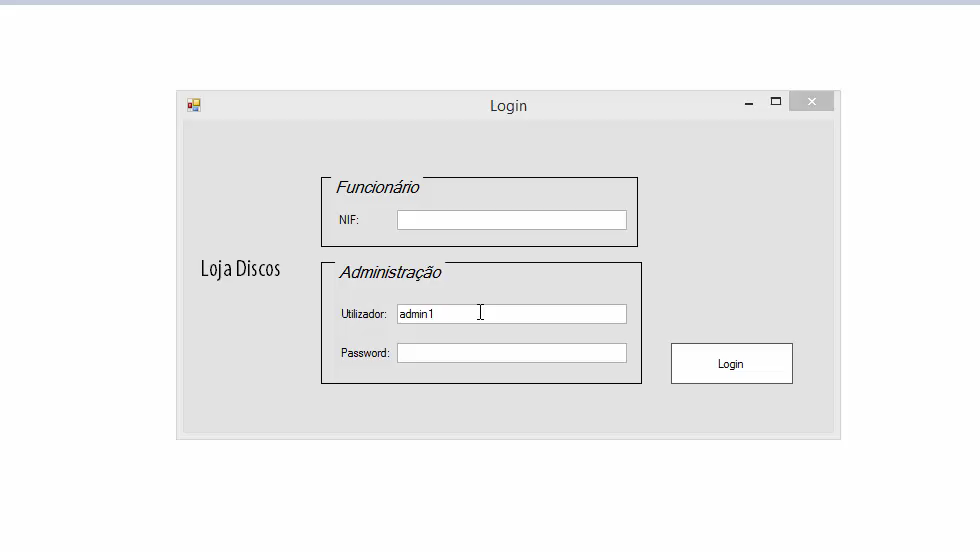 Login
Funcionário
NIF:
Loja Discos
Administração
Utilizador: admin1
Password:
Login